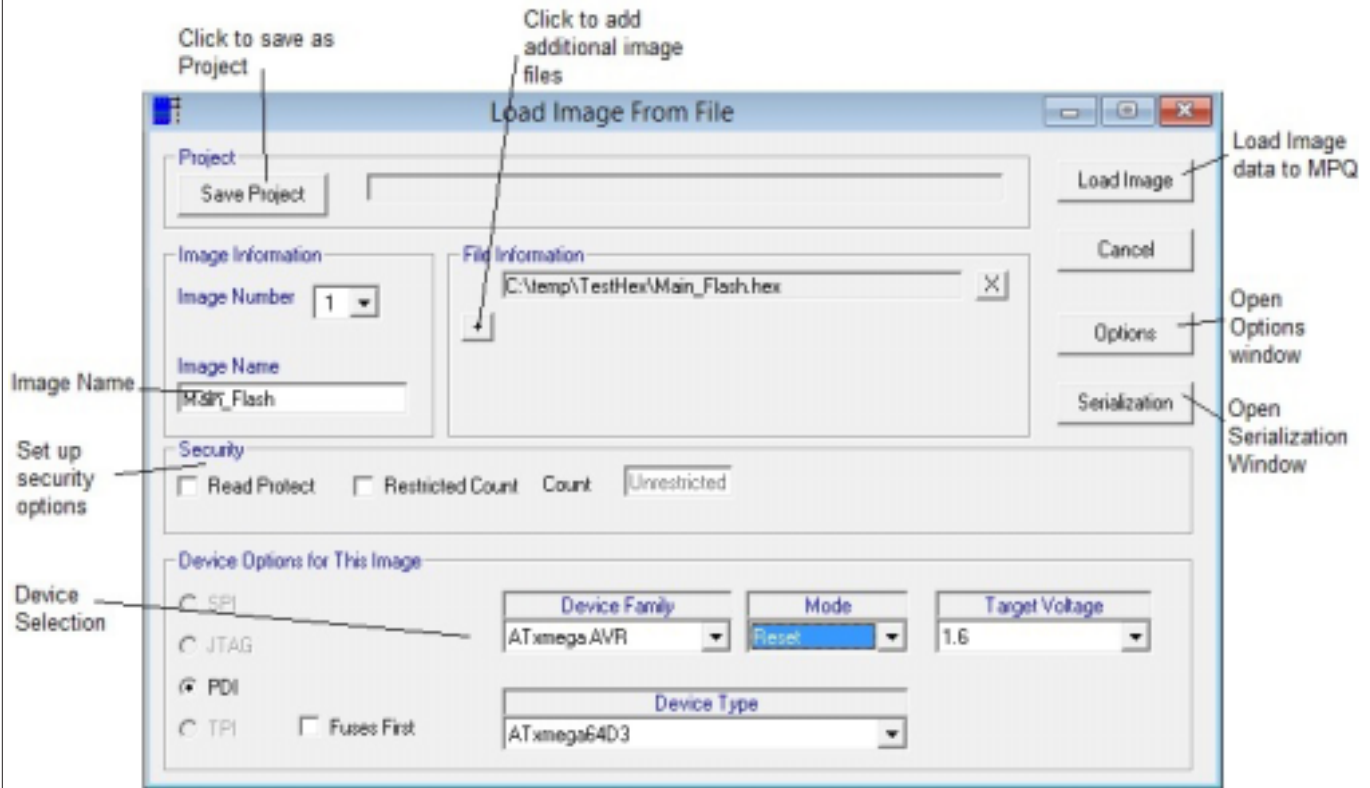 Click to save as
Project
Click to add
additional image
files
Load Image From File
Project
Save Project
Load Image
Load Image
data to MPQ
Cancel
Image Information
Image Number 1
File Information
C:\temp\TestHex\Main_Flash.hex X
+
Options
Open
Options
window
Image Name
Image Name
Main_Flash
Serialization
Open
Serialization
Window
Set up
security
options
Security
Read Protect Restricted Count Count Unrestricted
Device Options for This Image
Device
Selection
SPI
JTAG
PDI
TPI Fuses First
Device Family
ATxmega AVR
Mode
Reset
Target Voltage
1.6
Device Type
ATxmega64D3